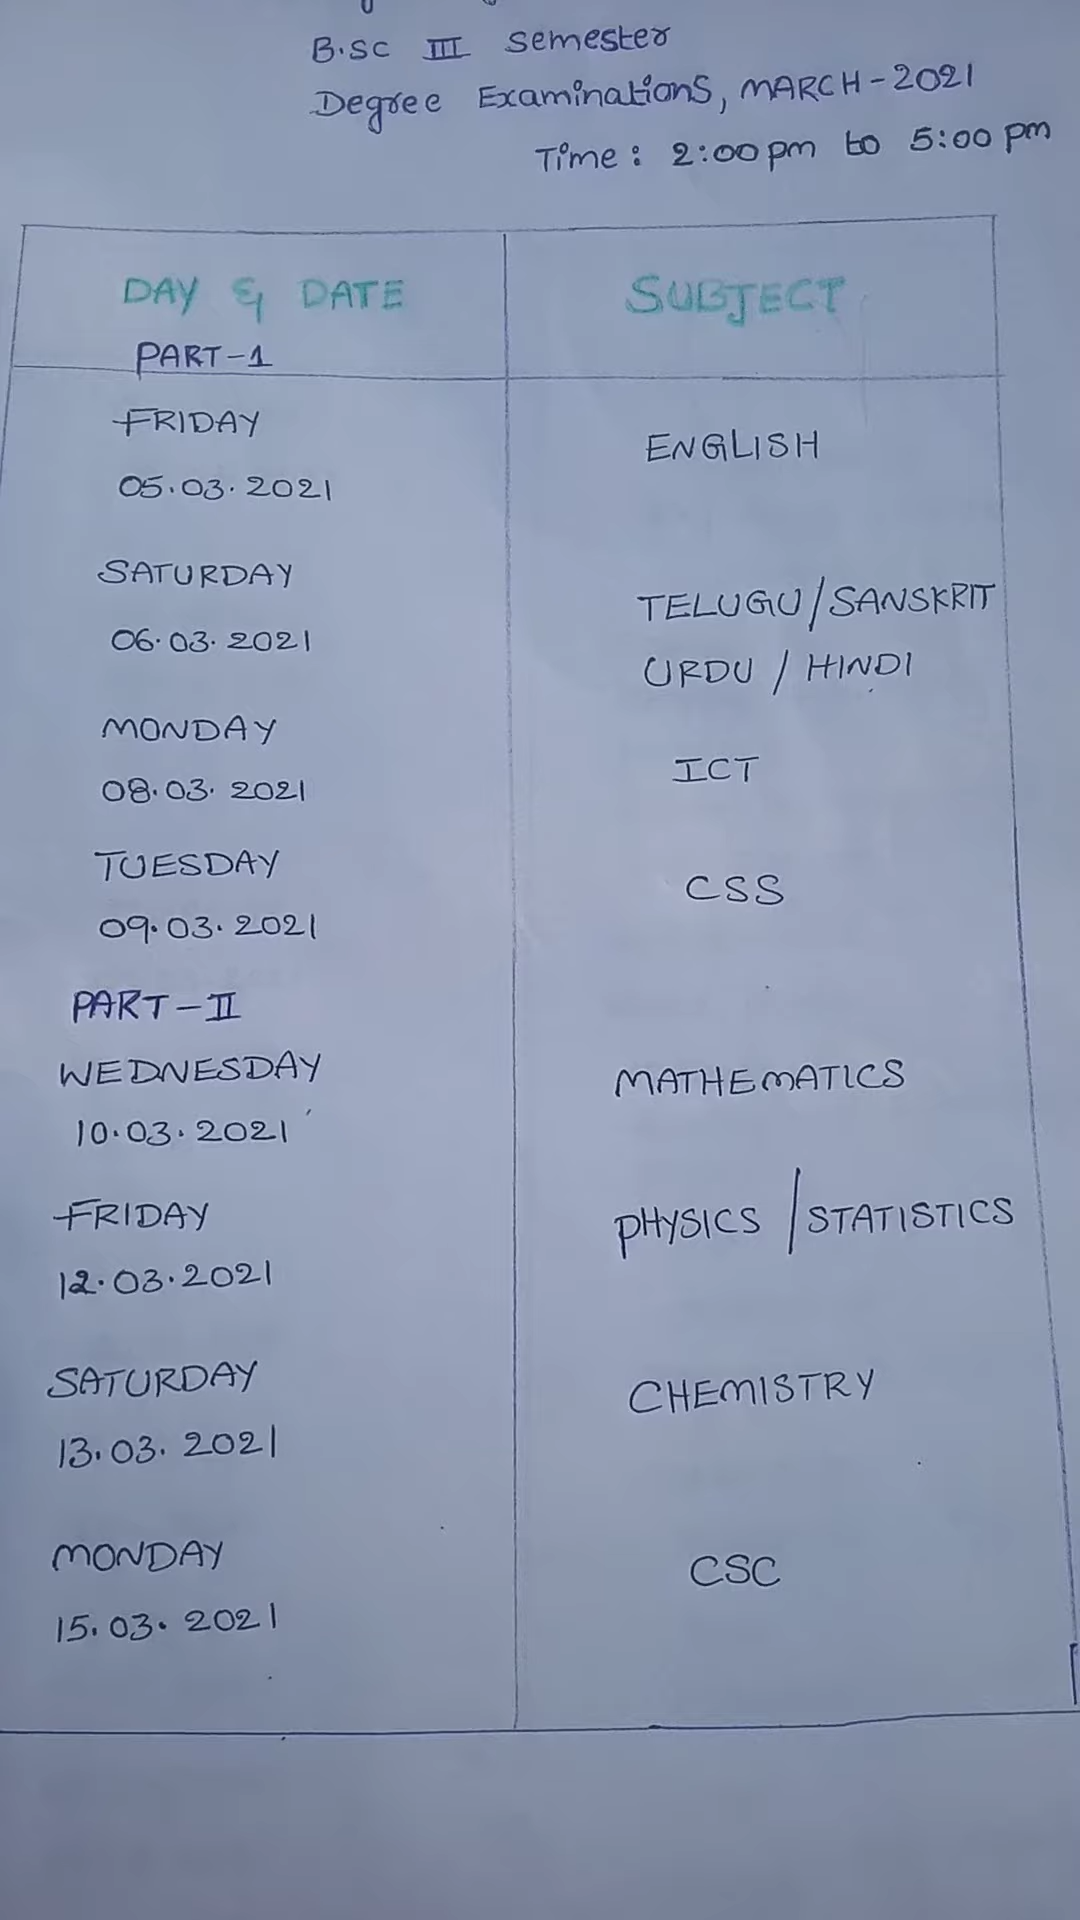 B.Sc III semester
Degree Examinations, MARCH-2021
Time: 2:00 pm to 5:00 pm
DAY & DATE SUBJECT
PART-1
FRIDAY
05.03.2021 ENGLISH
SATURDAY
06.03.2021
TELUGU/SANSKRIT
URDU / HINDI
MONDAY
08.03.2021 ICT
TUESDAY
09.03.2021 CSS
PART-II
WEDNESDAY
10.03.2021 MATHEMATICS
FRIDAY
12.03.2021 PHYSICS / STATISTICS
SATURDAY
13.03.2021 CHEMISTRY
MONDAY
15.03.2021 CSC